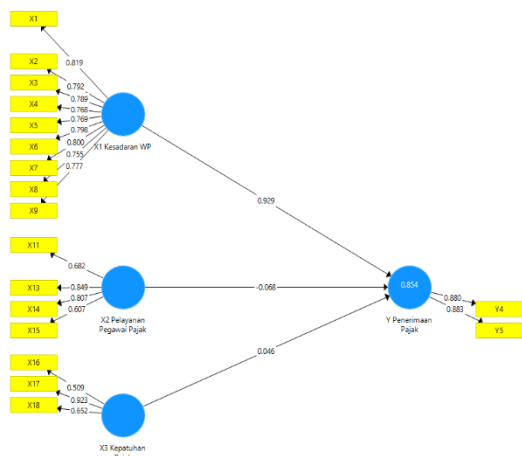 X1
0.819
X2
0.792
X3
0.789
X4
0.768
X5
0.769
0.798
X6
0.800
X7
0.755
X8
0.777
X9
X1 Kesadaran WP
0.929
X11
0.682
X13
0.849
X14
0.807
X15
0.607
X2 Pelayanan
Pegawai Pajak
-0.068
0.854
Y Penerimaan
Pajak
0.880
Y4
0.883
Y5
0.046
X16
0.509
X17
0.923
X18
0.652
X3 Kepatuhan